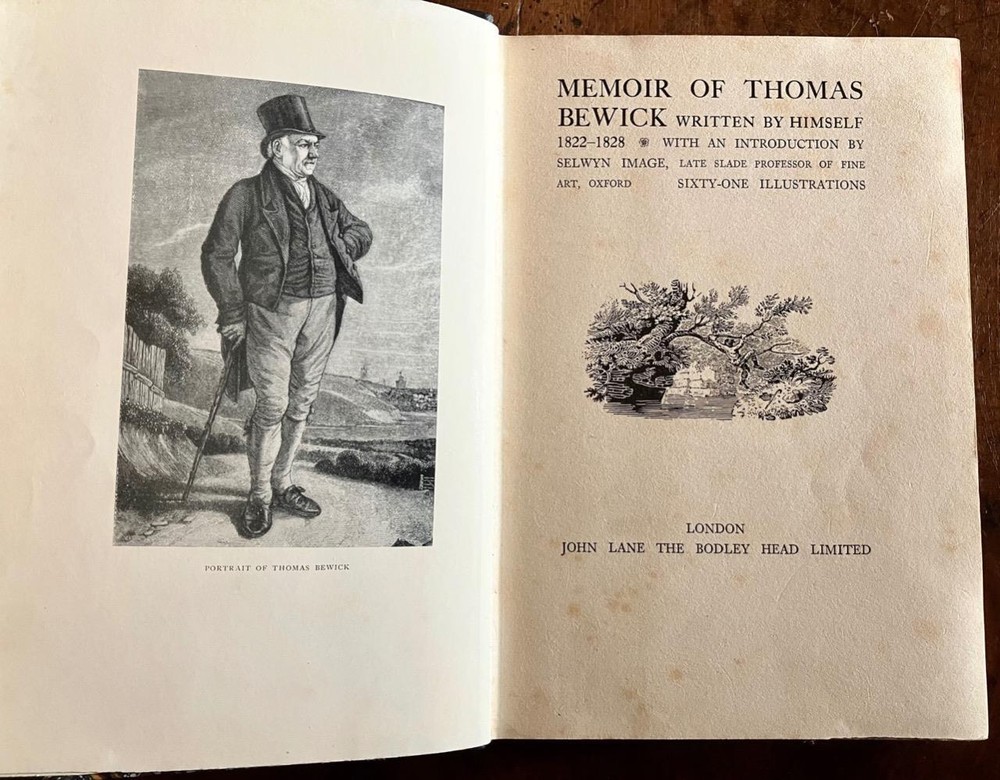 PORTRAIT OF THOMAS BEWICK
MEMOIR OF THOMAS
BEWICK WRITTEN BY HIMSELF
1822–1828 ❋ WITH AN INTRODUCTION BY
SELWYN IMAGE, LATE SLADE PROFESSOR OF FINE
ART, OXFORD SIXTY-ONE ILLUSTRATIONS
LONDON
JOHN LANE THE BODLEY HEAD LIMITED